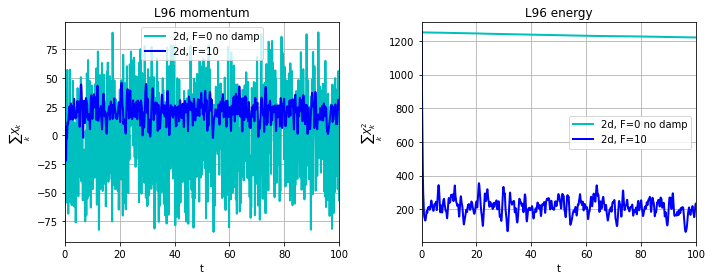 L96 momentum
2d, F=0 no damp
2d, F=10
75
50
25
0
−25
−50
−75
∑ₖ Xₖ
0 20 40 60 80 100
t
L96 energy
2d, F=0 no damp
2d, F=10
1200
1000
800
600
400
200
∑ₖ Xₖ²
0 20 40 60 80 100
t